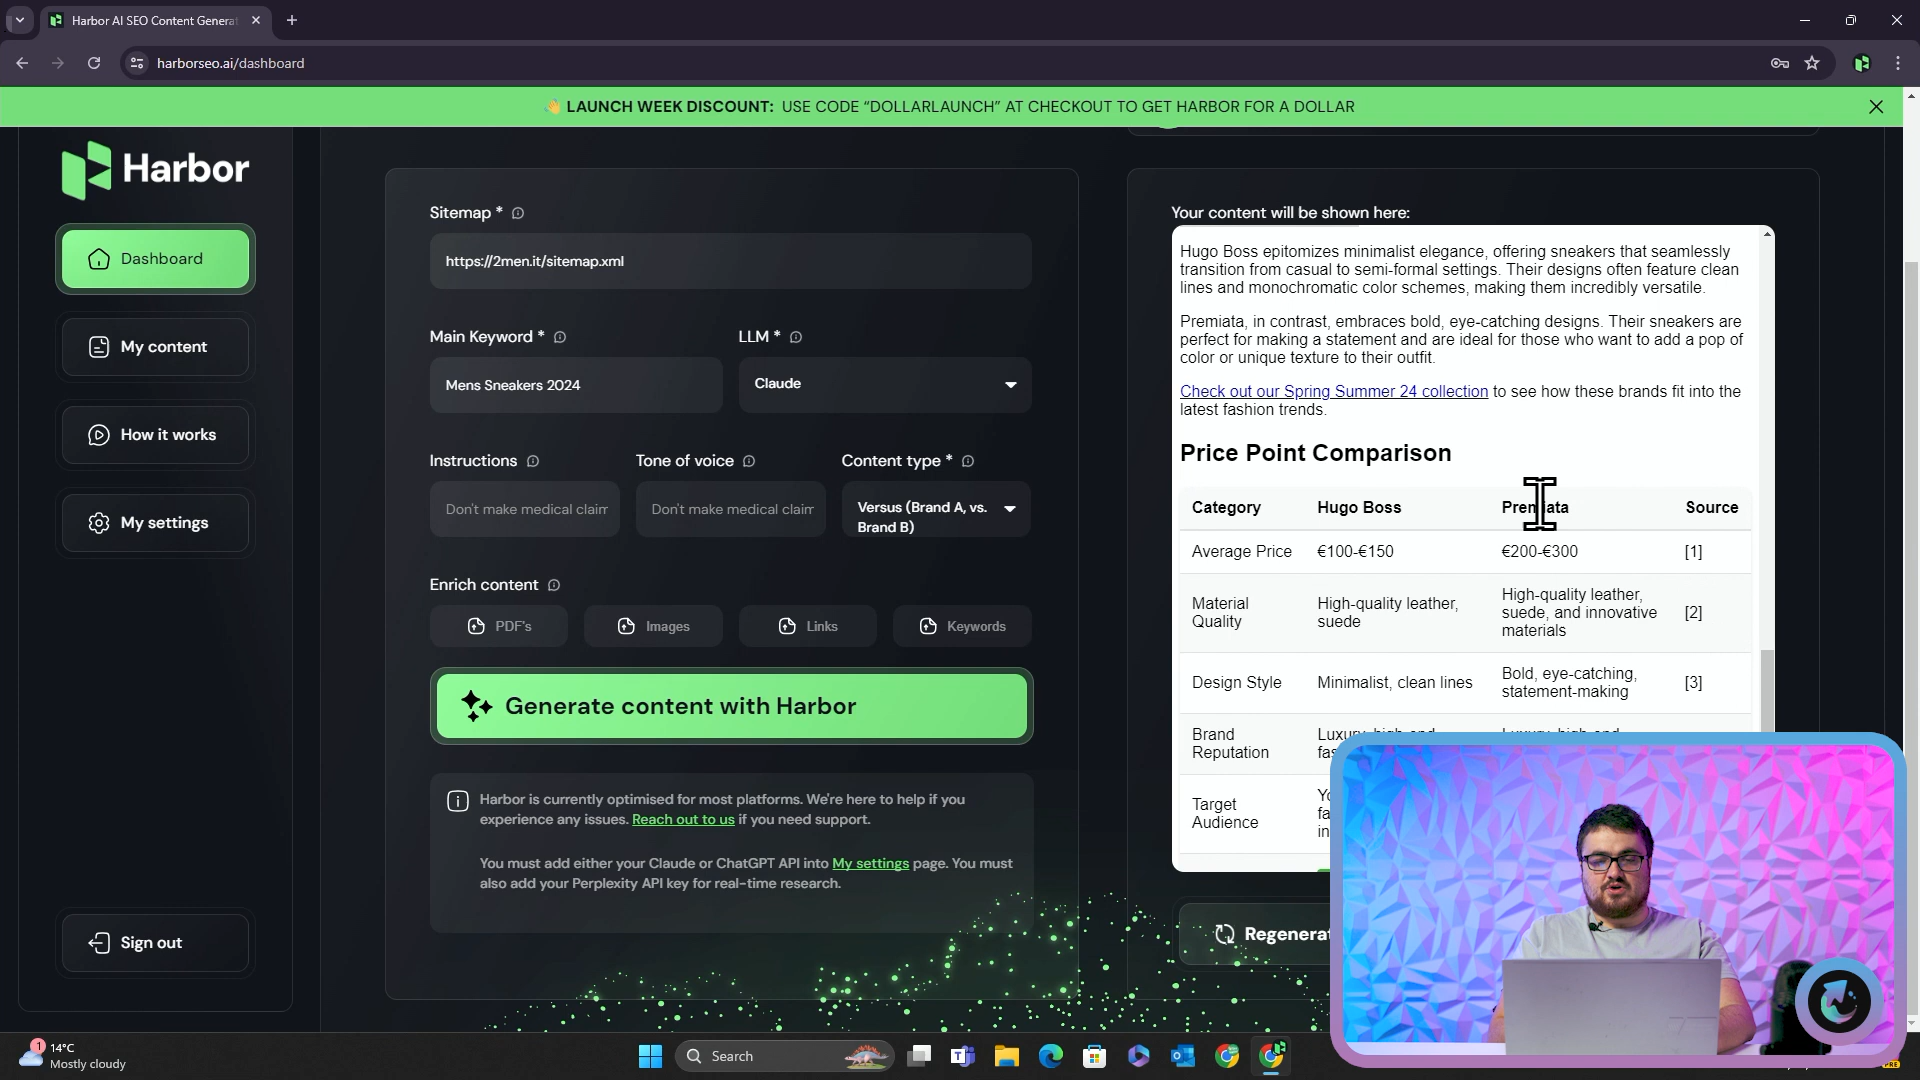 Harbor AI SEO Content Genera
harborseo.ai/dashboard
👋 LAUNCH WEEK DISCOUNT: USE CODE “DOLLARLAUNCH” AT CHECKOUT TO GET HARBOR FOR A DOLLAR
Harbor
Dashboard
My content
How it works
My settings
Sign out
Sitemap *
https://2men.it/sitemap.xml
Main Keyword *
LLM *
Mens Sneakers 2024
Claude
Instructions
Tone of voice
Content type *
Don't make medical claim
Don't make medical claim
Versus (Brand A, vs.
Brand B)
Enrich content
PDF's
Images
Links
Keywords
Generate content with Harbor
Harbor is currently optimised for most platforms. We're here to help if you
experience any issues. Reach out to us if you need support.
You must add either your Claude or ChatGPT API into My settings page. You must
also add your Perplexity API key for real-time research.
Your content will be shown here:
Hugo Boss epitomizes minimalist elegance, offering sneakers that seamlessly
transition from casual to semi-formal settings. Their designs often feature clean
lines and monochromatic color schemes, making them incredibly versatile.
Premiata, in contrast, embraces bold, eye-catching designs. Their sneakers are
perfect for making a statement and are ideal for those who want to add a pop of
color or unique texture to their outfit.
Check out our Spring Summer 24 collection to see how these brands fit into the
latest fashion trends.
Price Point Comparison
Category Hugo Boss Premiata Source
Average Price €100-€150 €200-€300 [1]
Material
Quality
High-quality leather,
suede
High-quality leather,
suede, and innovative
materials
[2]
Design Style
Minimalist, clean lines
Bold, eye-catching,
statement-making
[3]
Brand
Reputation
Target
Audience
Regenerat
1
14°C
Mostly cloudy
Search